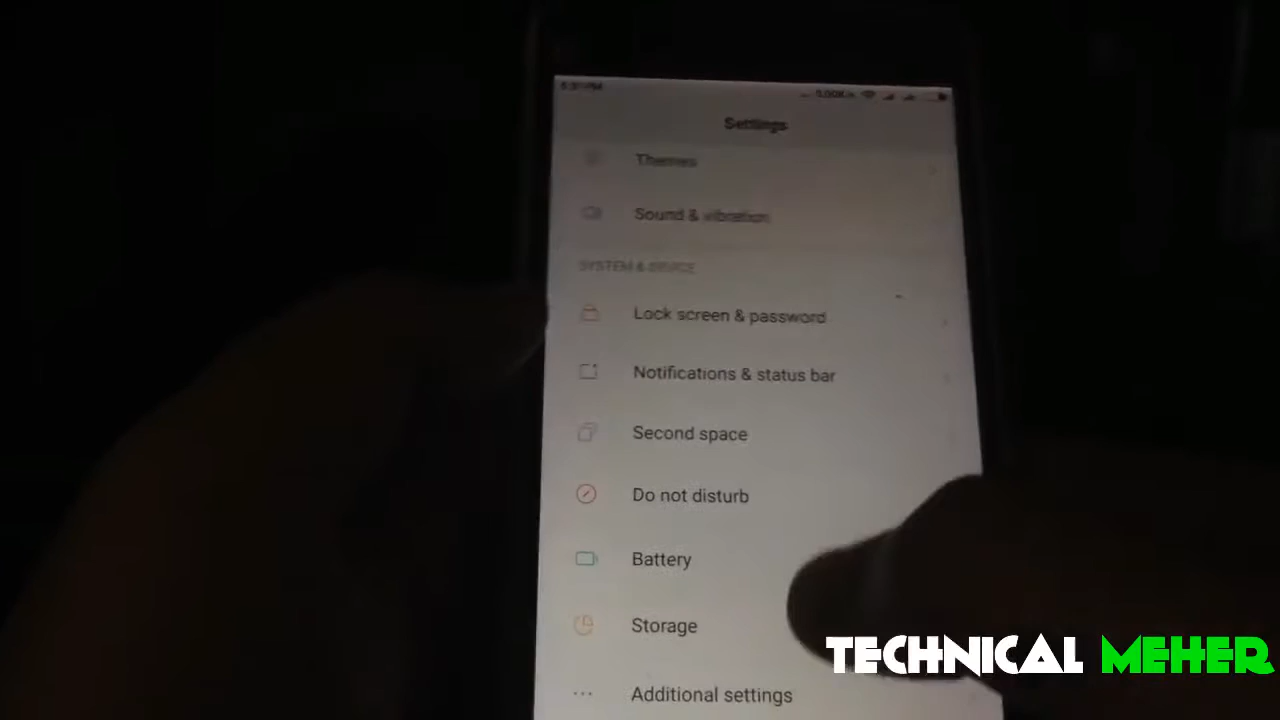 Settings
Themes
Sound & vibration
SYSTEM & DEVICE
Lock screen & password
Notifications & status bar
Second space
Do not disturb
Battery
Storage
Additional settings
TECHNICAL MEHER